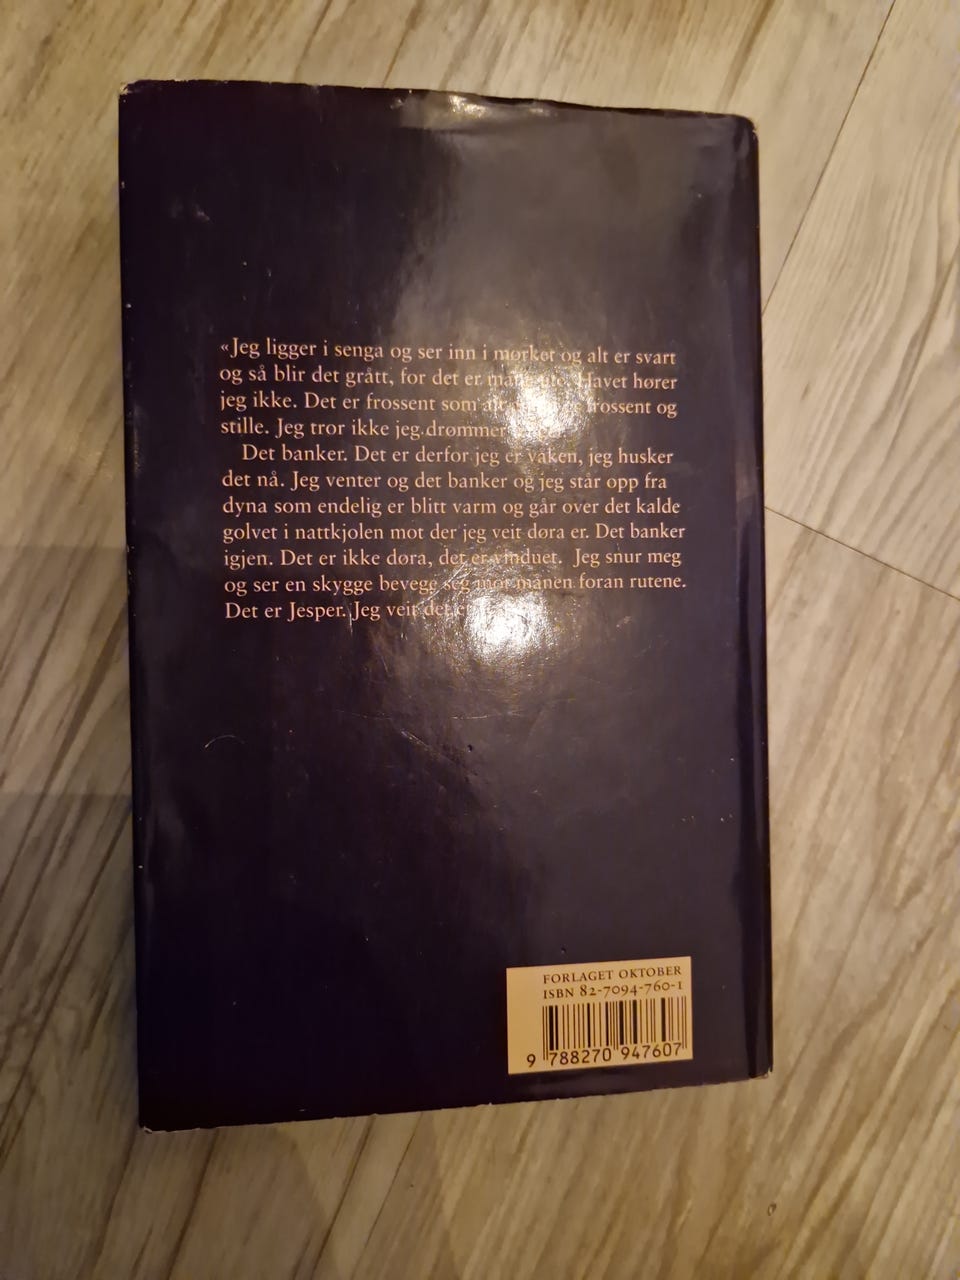 «Jeg ligger i senga og ser inn i mørket og alt er svart
og så blir det grått, for det er Havet hører
jeg ikke. Det er frossent som frossent og
stille. Jeg tror ikke jeg drømmer
Det banker. Det er derfor jeg er våken, jeg husker
det nå. Jeg venter og det banker og jeg står opp fra
dyna som endelig er blitt varm og går over det kalde
golvet i nattkjolen mot der jeg veit døra er. Det banker
igjen. Det er ikke døra, det er vinduet. Jeg snur meg
og ser en skygge bevege seg mot månen foran rutene.
Det er Jesper. Jeg veit det
FORLAGET OKTOBER
ISBN 82-7094-760-1
9 788270 947607